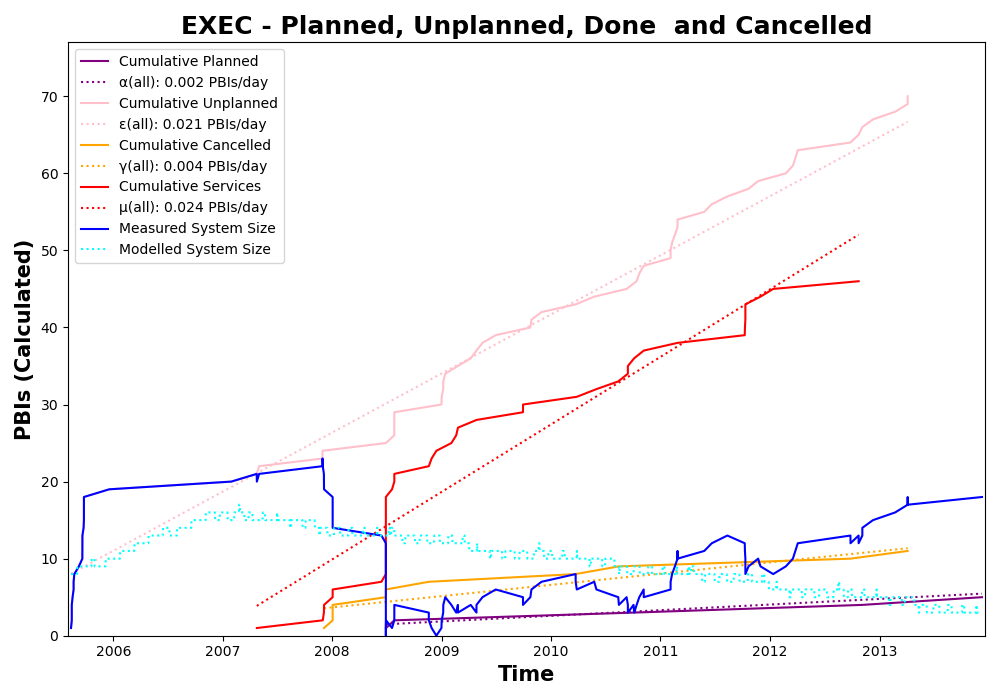 EXEC - Planned, Unplanned, Done  and Cancelled
Cumulative Planned
α(all): 0.002 PBIs/day
Cumulative Unplanned
ε(all): 0.021 PBIs/day
Cumulative Cancelled
γ(all): 0.004 PBIs/day
Cumulative Services
μ(all): 0.024 PBIs/day
Measured System Size
Modelled System Size
PBIs (Calculated)
70
60
50
40
30
20
10
0
2006 2007 2008 2009 2010 2011 2012 2013
Time